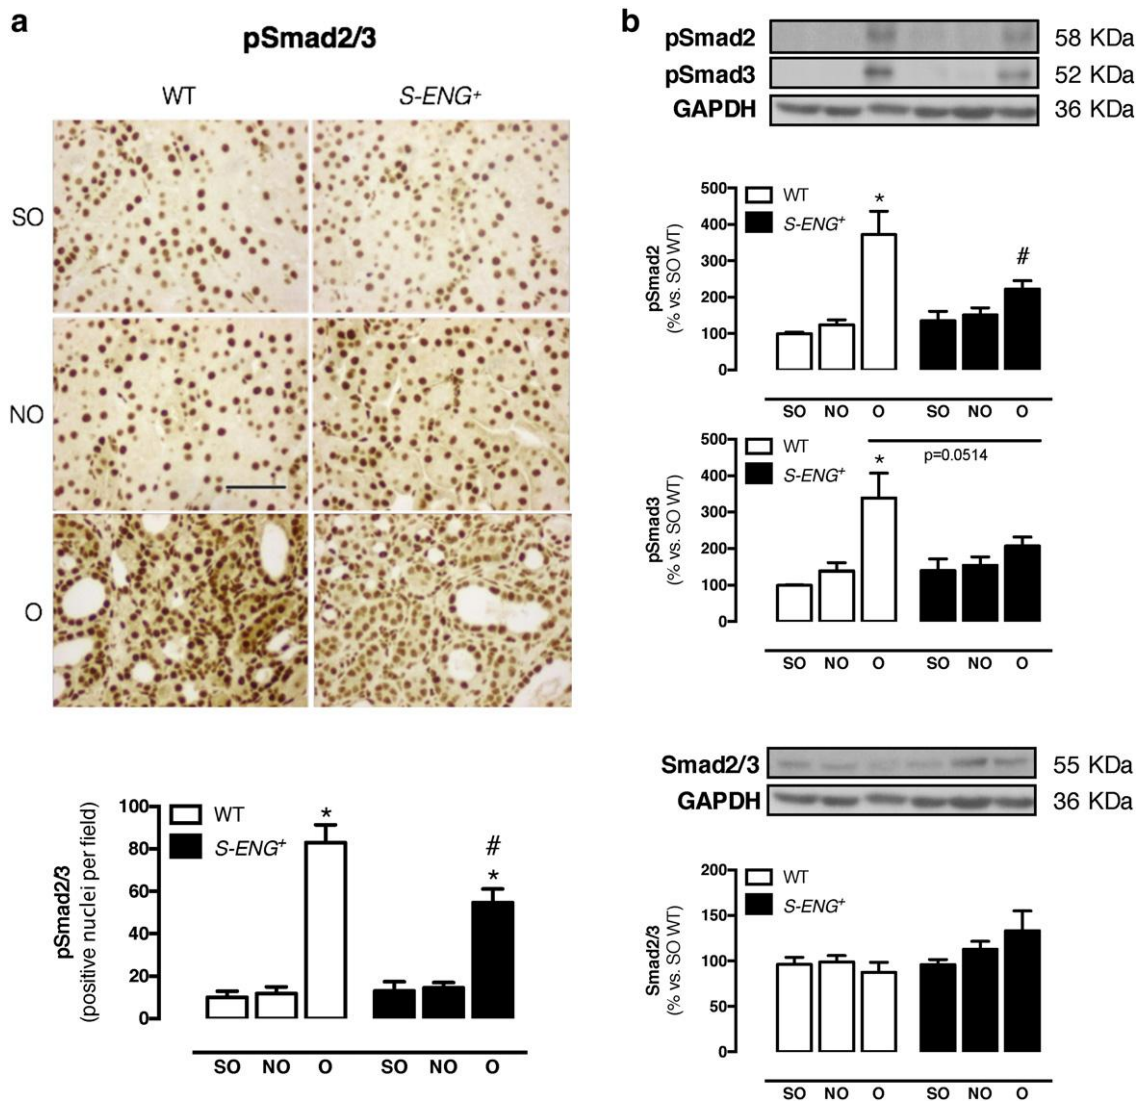 a
pSmad2/3
WT S-ENG+
SO
NO
O
100
80
60
40
20
0
pSmad2/3
(positive nuclei per field)
WT
S-ENG+
*
#
*
SO NO O SO NO O
b
pSmad2 58 KDa
pSmad3 52 KDa
GAPDH 36 KDa
500
400
300
200
100
0
pSmad2
(% vs. SO WT)
WT
S-ENG+
*
#
SO NO O SO NO O
500
400
300
200
100
0
pSmad3
(% vs. SO WT)
WT
S-ENG+
*
p=0.0514
SO NO O SO NO O
Smad2/3 55 KDa
GAPDH 36 KDa
200
150
100
50
0
Smad2/3
(% vs. SO WT)
WT
S-ENG+
SO NO O SO NO O